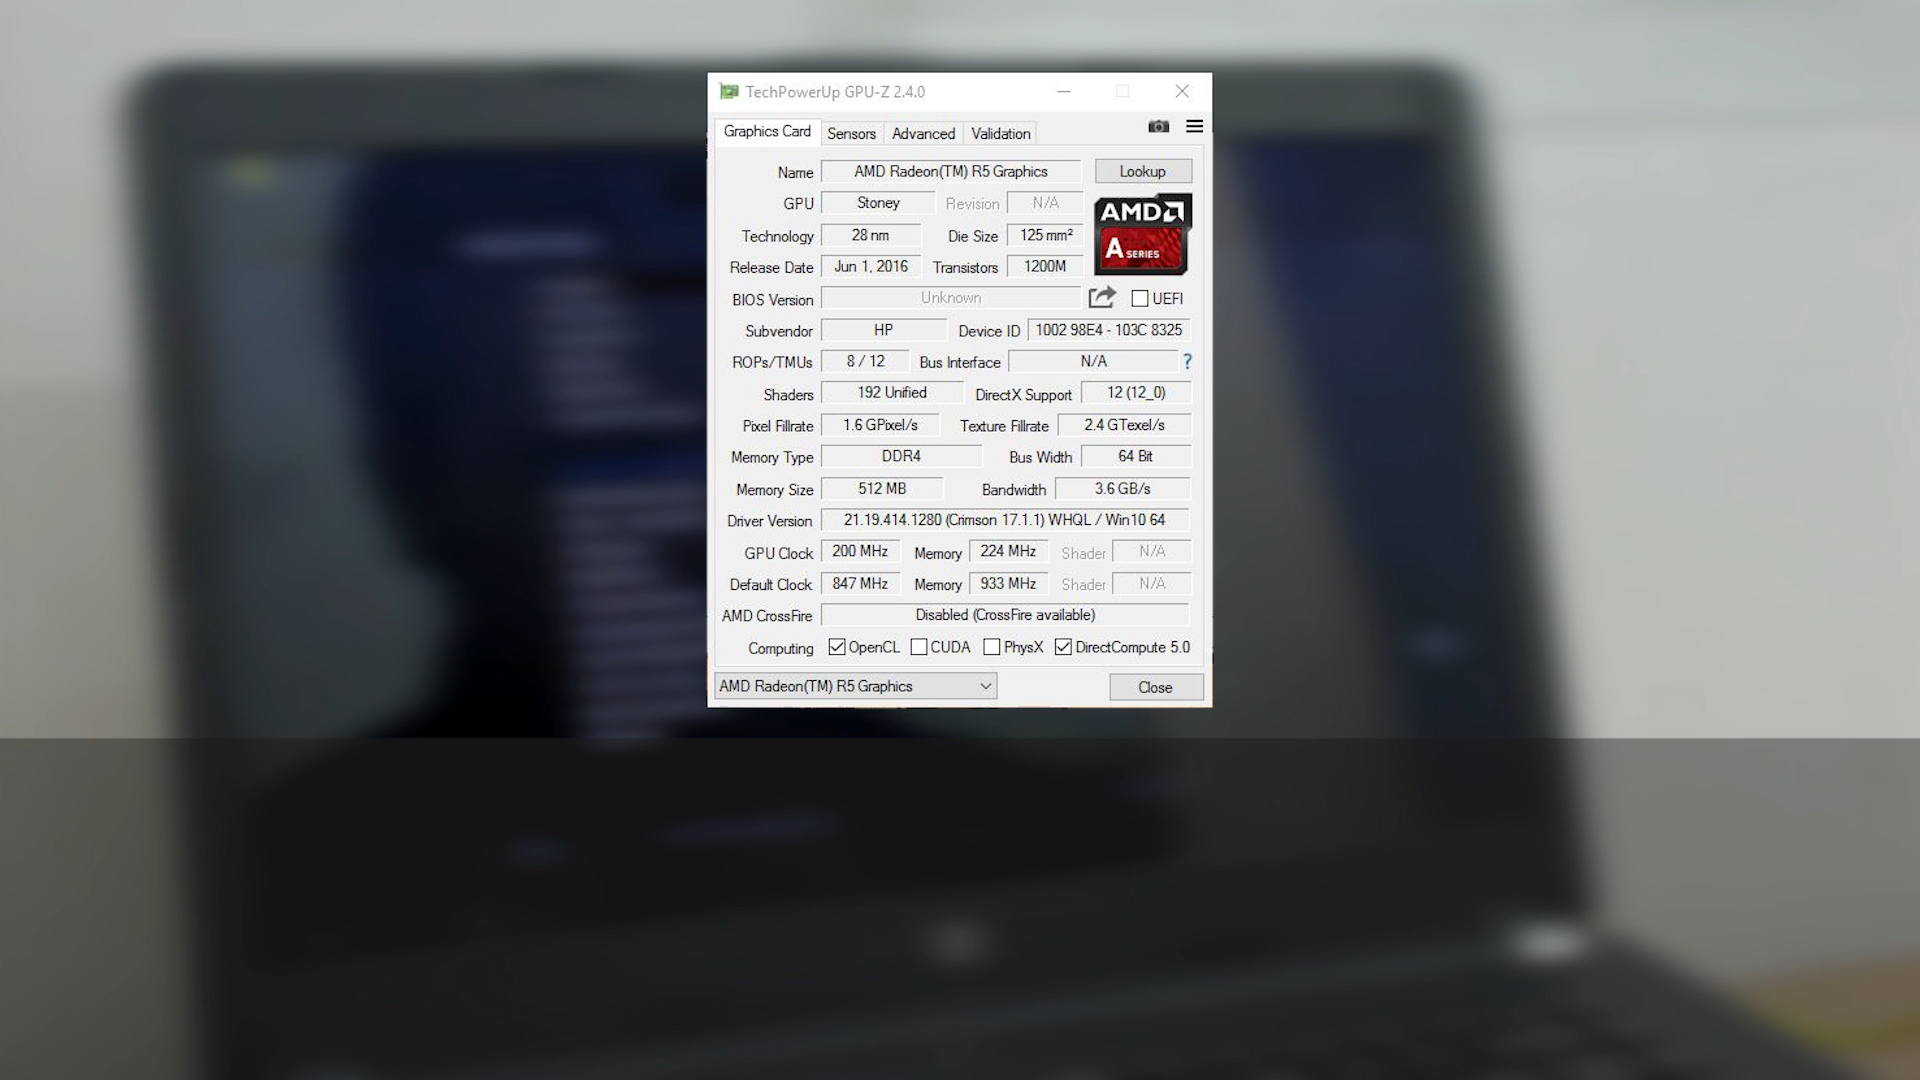 TechPowerUp GPU-Z 2.4.0
Graphics Card Sensors Advanced Validation
Name AMD Radeon(TM) R5 Graphics Lookup
GPU Stoney Revision N/A
AMD
A SERIES
Technology 28 nm Die Size 125 mm²
Release Date Jun 1, 2016 Transistors 1200M
BIOS Version Unknown UEFI
Subvendor HP Device ID 1002 98E4 - 103C 8325
ROPs/TMUs 8 / 12 Bus Interface N/A ?
Shaders 192 Unified DirectX Support 12 (12_0)
Pixel Fillrate 1.6 GPixel/s Texture Fillrate 2.4 GTexel/s
Memory Type DDR4 Bus Width 64 Bit
Memory Size 512 MB Bandwidth 3.6 GB/s
Driver Version 21.19.414.1280 (Crimson 17.1.1) WHQL / Win10 64
GPU Clock 200 MHz Memory 224 MHz Shader N/A
Default Clock 847 MHz Memory 933 MHz Shader N/A
AMD CrossFire Disabled (CrossFire available)
Computing OpenCL CUDA PhysX DirectCompute 5.0
AMD Radeon(TM) R5 Graphics Close